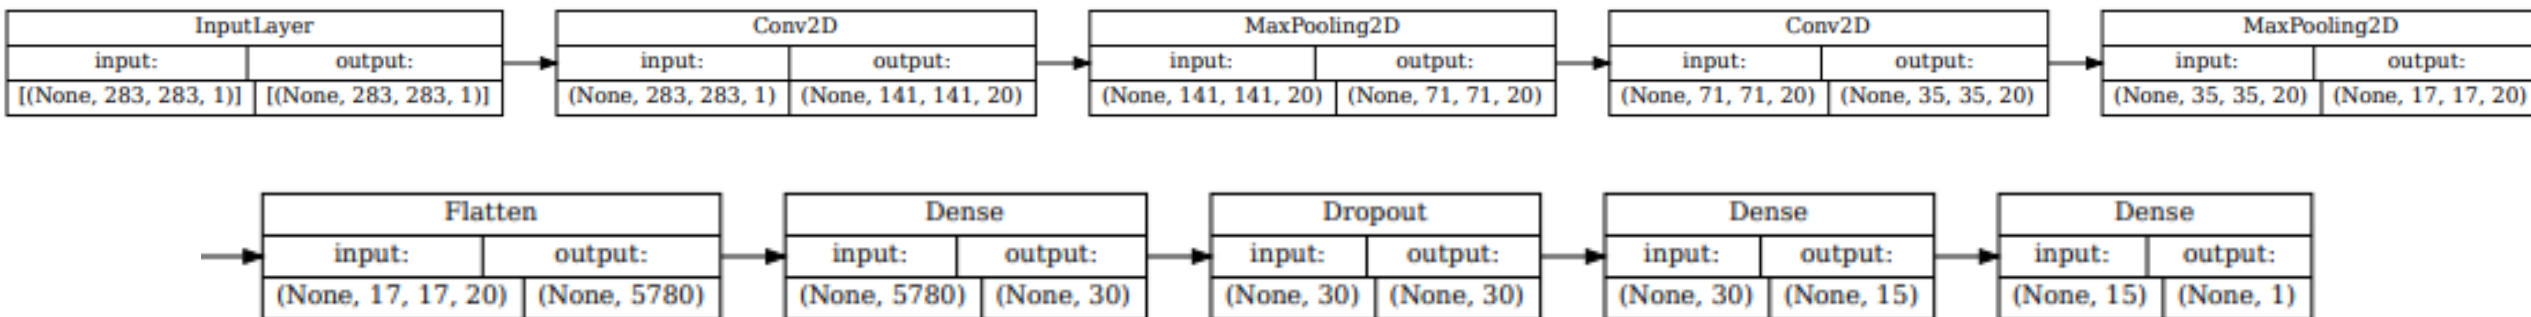 InputLayer Conv2D MaxPooling2D Conv2D MaxPooling2D
input: output: input: output: input: output: input: output: input: output:
[(None, 283, 283, 1)] [(None, 283, 283, 1)] (None, 283, 283, 1) (None, 141, 141, 20) (None, 141, 141, 20) (None, 71, 71, 20) (None, 71, 71, 20) (None, 35, 35, 20) (None, 35, 35, 20) (None, 17, 17, 20)
Flatten Dense Dropout Dense Dense
input: output: input: output: input: output: input: output: input: output:
(None, 17, 17, 20) (None, 5780) (None, 5780) (None, 30) (None, 30) (None, 30) (None, 30) (None, 15) (None, 15) (None, 1)